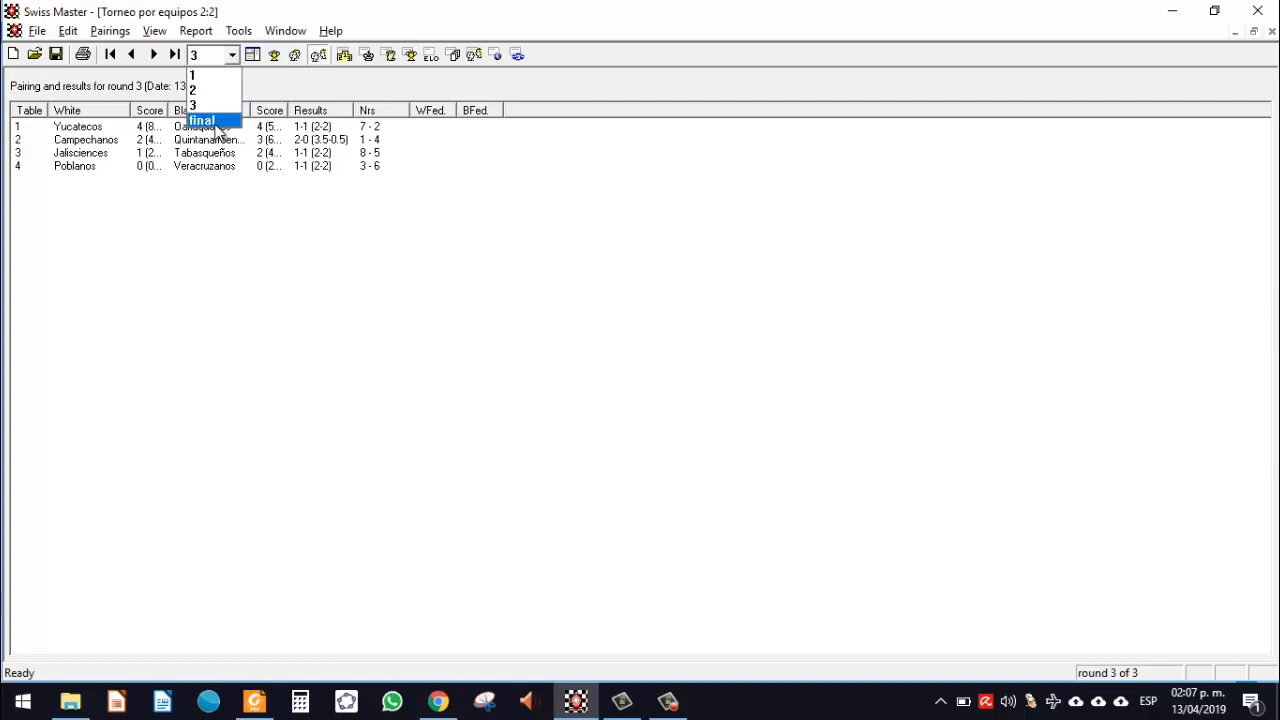 Swiss Master - [Torneo por equipos 2:2]
File Edit Pairings View Report Tools Window Help
3
1
2
3
final
Pairing and results for round 3 (Date: 13
Table White Score Bla Score Results Nrs WFed. BFed.
1 Yucatecos 4 (8... 4 (5... 1-1 (2-2) 7 - 2
2 Campechanos 2 (4... Quintanarroen... 3 (6... 2-0 (3.5-0.5) 1 - 4
3 Jalisciences 1 (2... Tabasqueños 2 (4... 1-1 (2-2) 8 - 5
4 Poblanos 0 (0... Veracruzanos 0 (2... 1-1 (2-2) 3 - 6
Ready
round 3 of 3
ESP
02:07 p. m.
13/04/2019